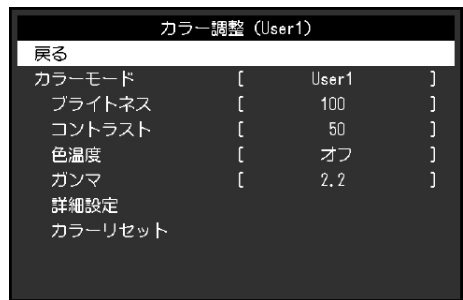 カラー調整 (User1)
戻る
カラーモード [ User1 ]
ブライトネス [ 100 ]
コントラスト [ 50 ]
色温度 [ オフ ]
ガンマ [ 2.2 ]
詳細設定
カラーリセット